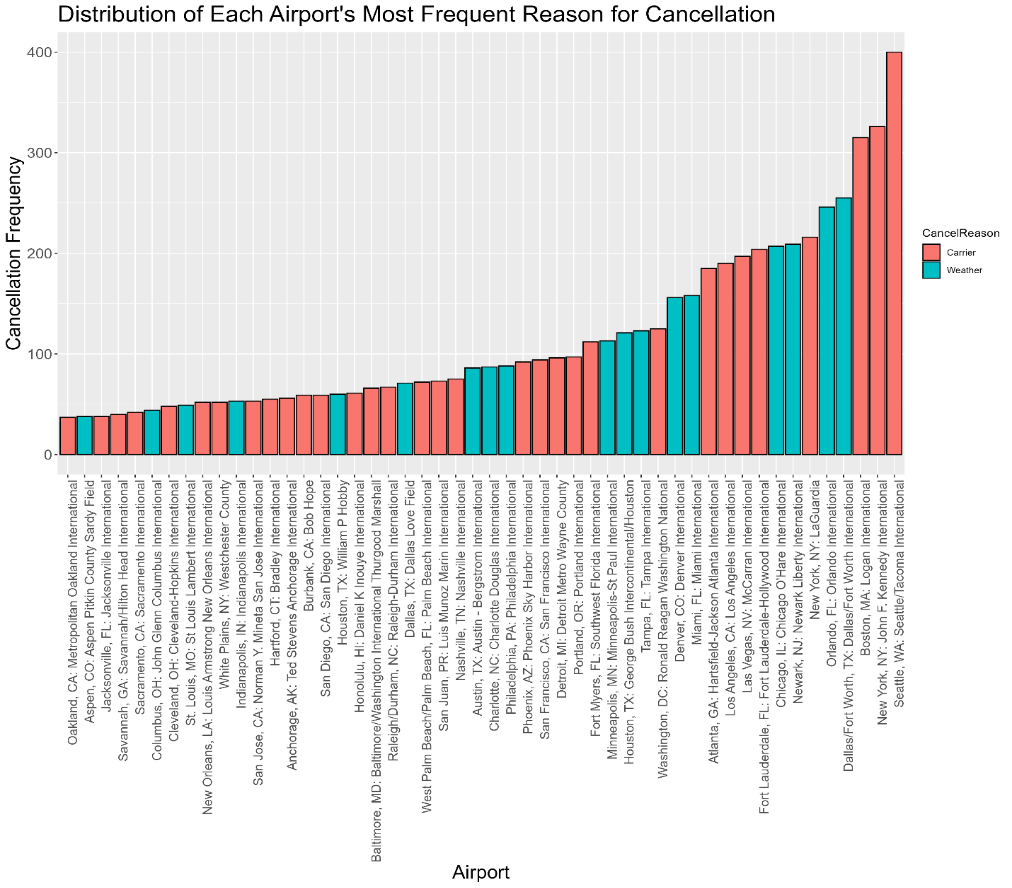 Distribution of Each Airport's Most Frequent Reason for Cancellation
400
300
200
100
0
Cancellation Frequency
CancelReason
Carrier
Weather
Oakland, CA: Metropolitan Oakland International
Aspen, CO: Aspen Pitkin County Sardy Field
Jacksonville, FL: Jacksonville International
Savannah, GA: Savannah/Hilton Head International
Sacramento, CA: Sacramento International
Columbus, OH: John Glenn Columbus International
Cleveland, OH: Cleveland-Hopkins International
St. Louis, MO: St Louis Lambert International
New Orleans, LA: Louis Armstrong New Orleans International
White Plains, NY: Westchester County
Indianapolis, IN: Indianapolis International
San Jose, CA: Norman Y. Mineta San Jose International
Hartford, CT: Bradley International
Anchorage, AK: Ted Stevens Anchorage International
Burbank, CA: Bob Hope
San Diego, CA: San Diego International
Houston, TX: William P Hobby
Honolulu, HI: Daniel K Inouye International
Baltimore, MD: Baltimore/Washington International Thurgood Marshall
Raleigh/Durham, NC: Raleigh-Durham International
Dallas, TX: Dallas Love Field
West Palm Beach/Palm Beach, FL: Palm Beach International
San Juan, PR: Luis Munoz Marin International
Nashville, TN: Nashville International
Austin, TX: Austin - Bergstrom International
Charlotte, NC: Charlotte Douglas International
Philadelphia, PA: Philadelphia International
Phoenix, AZ: Phoenix Sky Harbor International
San Francisco, CA: San Francisco International
Detroit, MI: Detroit Metro Wayne County
Portland, OR: Portland International
Fort Myers, FL: Southwest Florida International
Minneapolis, MN: Minneapolis-St Paul International
Houston, TX: George Bush Intercontinental/Houston
Tampa, FL: Tampa International
Washington, DC: Ronald Reagan Washington National
Denver, CO: Denver International
Miami, FL: Miami International
Atlanta, GA: Hartsfield-Jackson Atlanta International
Los Angeles, CA: Los Angeles International
Las Vegas, NV: McCarran International
Fort Lauderdale, FL: Fort Lauderdale-Hollywood International
Chicago, IL: Chicago O'Hare International
Newark, NJ: Newark Liberty International
New York, NY: LaGuardia
Orlando, FL: Orlando International
Dallas/Fort Worth, TX: Dallas/Fort Worth International
Boston, MA: Logan International
New York, NY: John F. Kennedy International
Seattle, WA: Seattle/Tacoma International
Airport